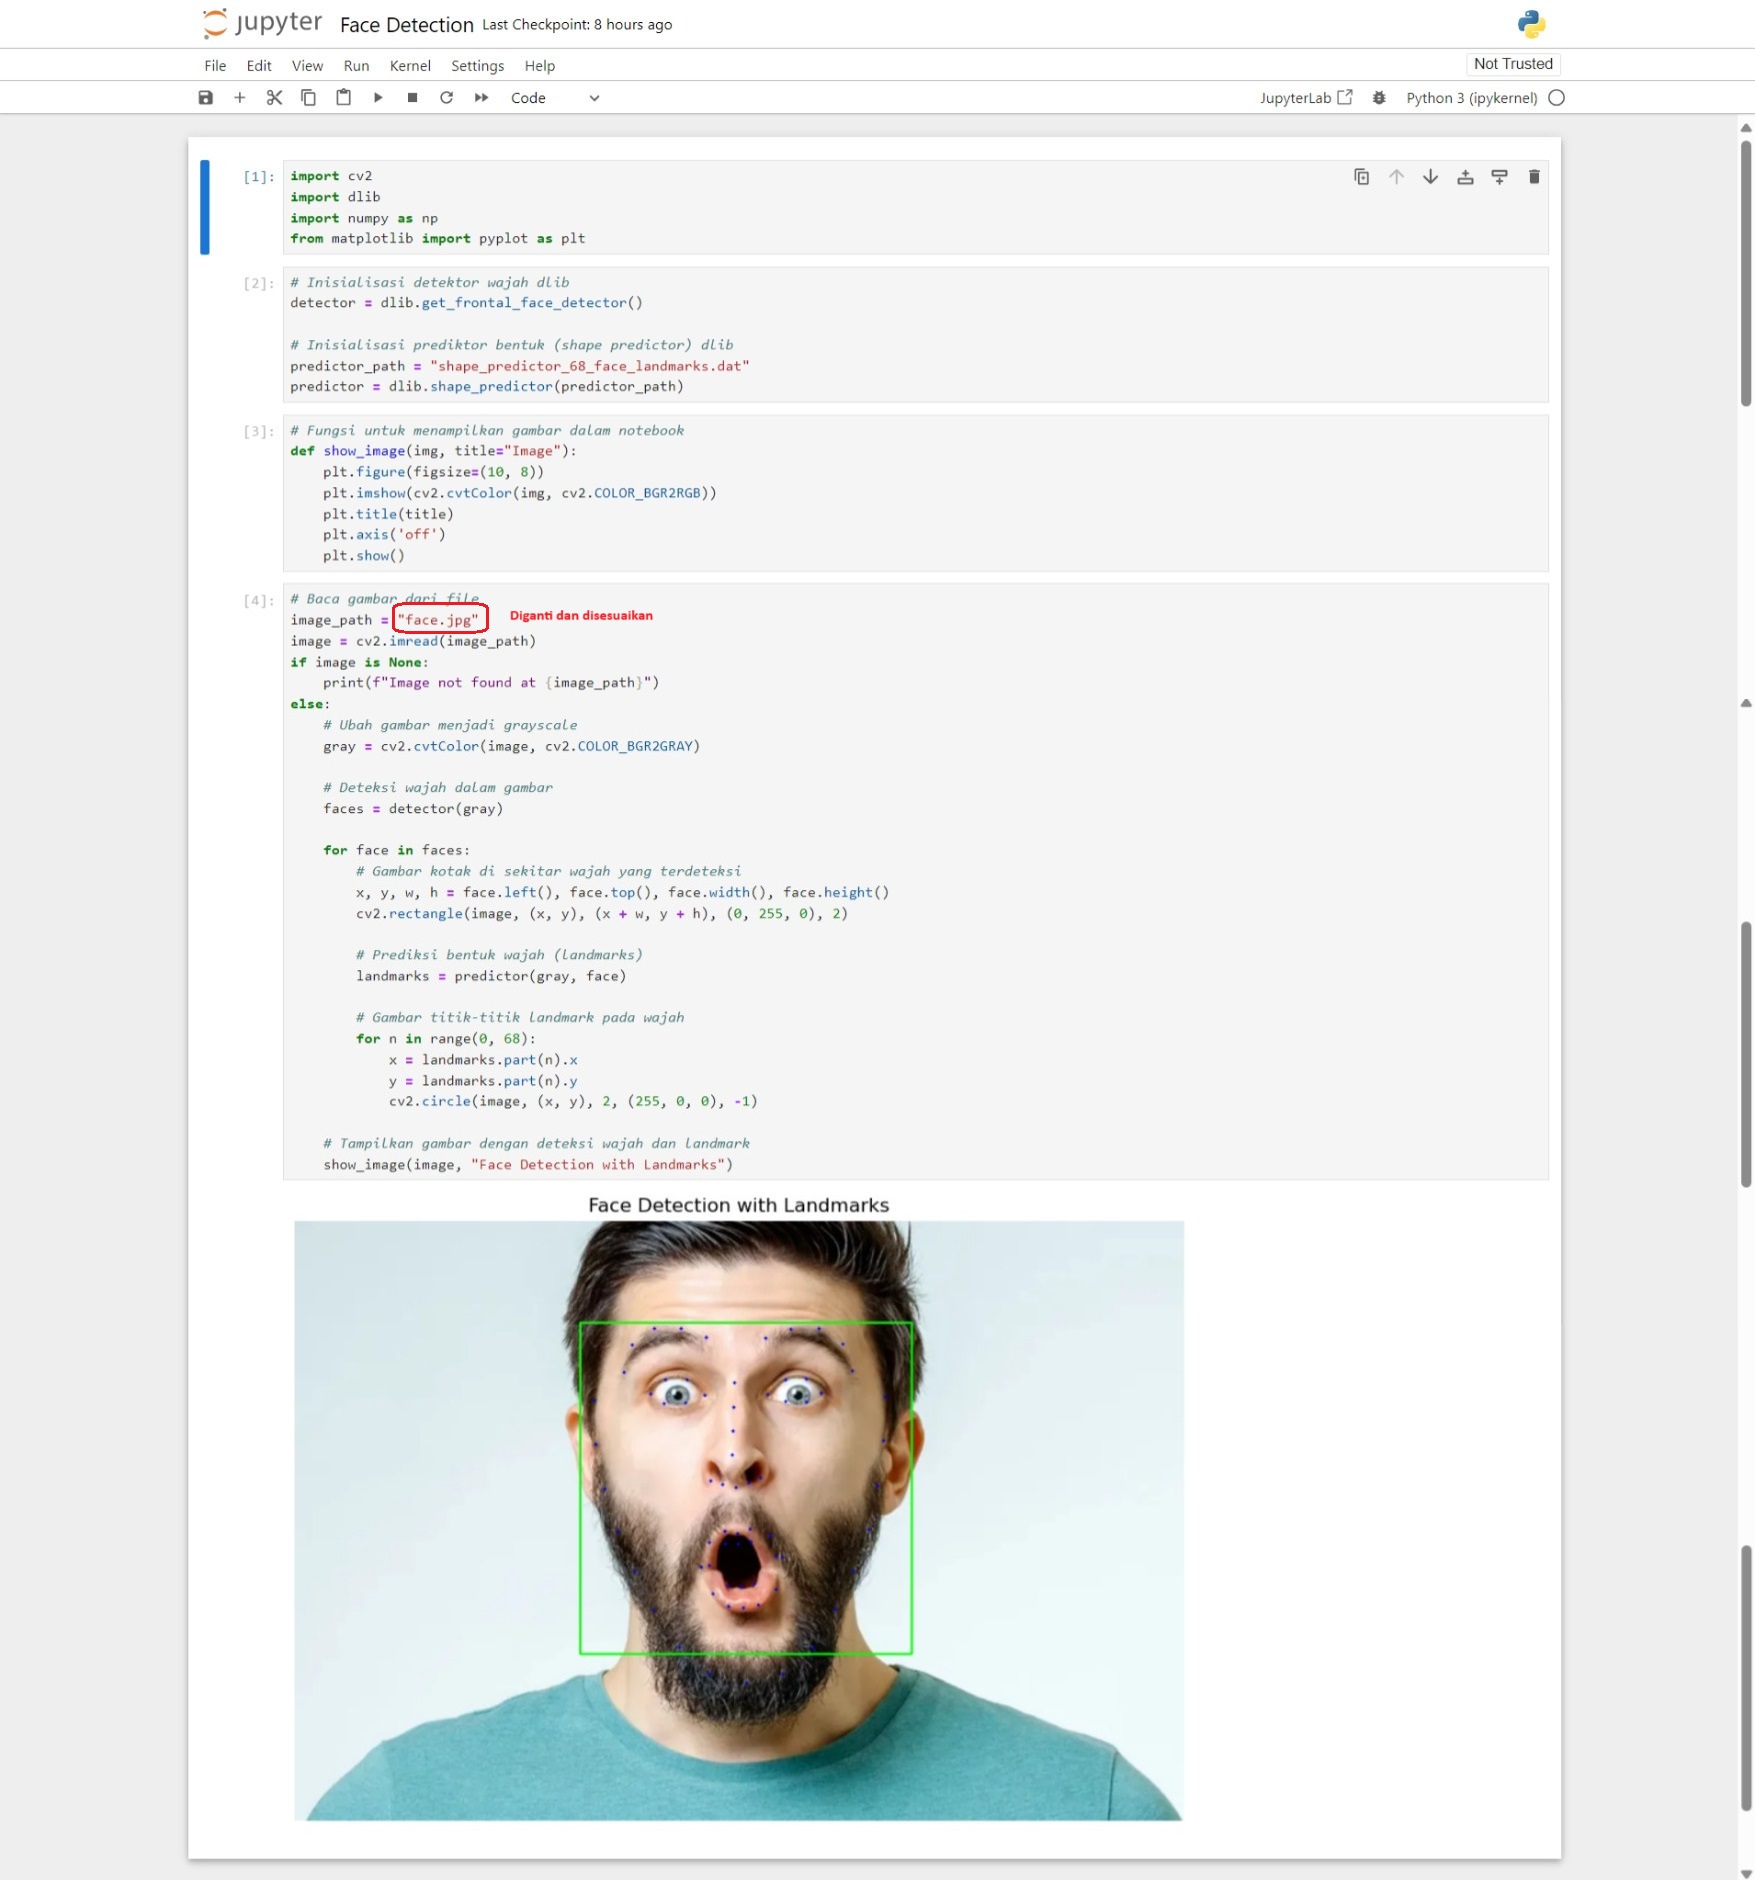 jupyter Face Detection Last Checkpoint: 8 hours ago
File Edit View Run Kernel Settings Help Not Trusted
Code JupyterLab Python 3 (ipykernel)
[1]: import cv2
import dlib
import numpy as np
from matplotlib import pyplot as plt
[2]: # Inisialisasi detektor wajah dlib
detector = dlib.get_frontal_face_detector()
# Inisialisasi prediktor bentuk (shape predictor) dlib
predictor_path = "shape_predictor_68_face_landmarks.dat"
predictor = dlib.shape_predictor(predictor_path)
[3]: # Fungsi untuk menampilkan gambar dalam notebook
def show_image(img, title="Image"):
    plt.figure(figsize=(10, 8))
    plt.imshow(cv2.cvtColor(img, cv2.COLOR_BGR2RGB))
    plt.title(title)
    plt.axis('off')
    plt.show()
[4]: # Baca gambar dari file
image_path = "face.jpg" Diganti dan disesuaikan
image = cv2.imread(image_path)
if image is None:
    print(f"Image not found at {image_path}")
else:
    # Ubah gambar menjadi grayscale
    gray = cv2.cvtColor(image, cv2.COLOR_BGR2GRAY)
    # Deteksi wajah dalam gambar
    faces = detector(gray)
    for face in faces:
        # Gambar kotak di sekitar wajah yang terdeteksi
        x, y, w, h = face.left(), face.top(), face.width(), face.height()
        cv2.rectangle(image, (x, y), (x + w, y + h), (0, 255, 0), 2)
        # Prediksi bentuk wajah (landmarks)
        landmarks = predictor(gray, face)
        # Gambar titik-titik landmark pada wajah
        for n in range(0, 68):
            x = landmarks.part(n).x
            y = landmarks.part(n).y
            cv2.circle(image, (x, y), 2, (255, 0, 0), -1)
    # Tampilkan gambar dengan deteksi wajah dan landmark
    show_image(image, "Face Detection with Landmarks")
Face Detection with Landmarks